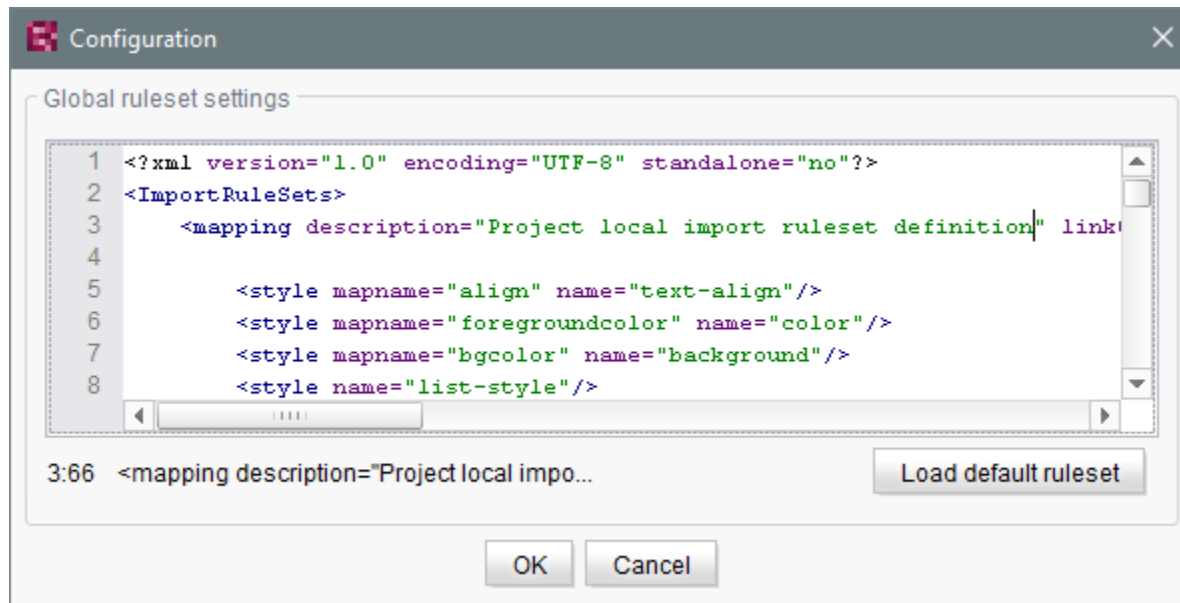 Configuration
Global ruleset settings
1 <?xml version="1.0" encoding="UTF-8" standalone="no"?>
2 <ImportRuleSets>
3 <mapping description="Project local import ruleset definition" link
4
5 <style mapname="align" name="text-align"/>
6 <style mapname="foregroundcolor" name="color"/>
7 <style mapname="bgcolor" name="background"/>
8 <style name="list-style"/>
3:66 <mapping description="Project local impo... Load default ruleset
OK Cancel